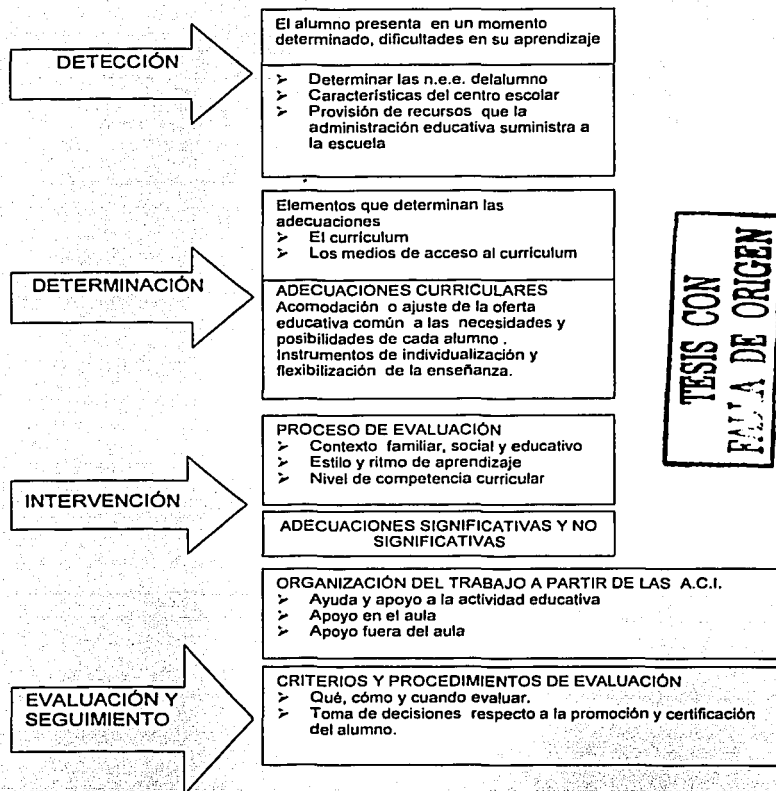 DETECCIÓN
El alumno presenta en un momento
determinado, dificultades en su aprendizaje
➢ Determinar las n.e.e. delalumno
➢ Características del centro escolar
➢ Provisión de recursos que la
administración educativa suministra a
la escuela
DETERMINACIÓN
Elementos que determinan las
adecuaciones
➢ El curriculum
➢ Los medios de acceso al curriculum
ADECUACIONES CURRICULARES
Acomodación o ajuste de la oferta
educativa común a las necesidades y
posibilidades de cada alumno .
Instrumentos de individualización y
flexibilización de la enseñanza.
TESIS CON
FALLA DE ORIGEN
INTERVENCIÓN
PROCESO DE EVALUACIÓN
➢ Contexto familiar, social y educativo
➢ Estilo y ritmo de aprendizaje
➢ Nivel de competencia curricular
ADECUACIONES SIGNIFICATIVAS Y NO
SIGNIFICATIVAS
EVALUACIÓN Y
SEGUIMIENTO
ORGANIZACIÓN DEL TRABAJO A PARTIR DE LAS A.C.I.
➢ Ayuda y apoyo a la actividad educativa
➢ Apoyo en el aula
➢ Apoyo fuera del aula
CRITERIOS Y PROCEDIMIENTOS DE EVALUACIÓN
➢ Qué, cómo y cuando evaluar.
➢ Toma de decisiones respecto a la promoción y certificación
del alumno.